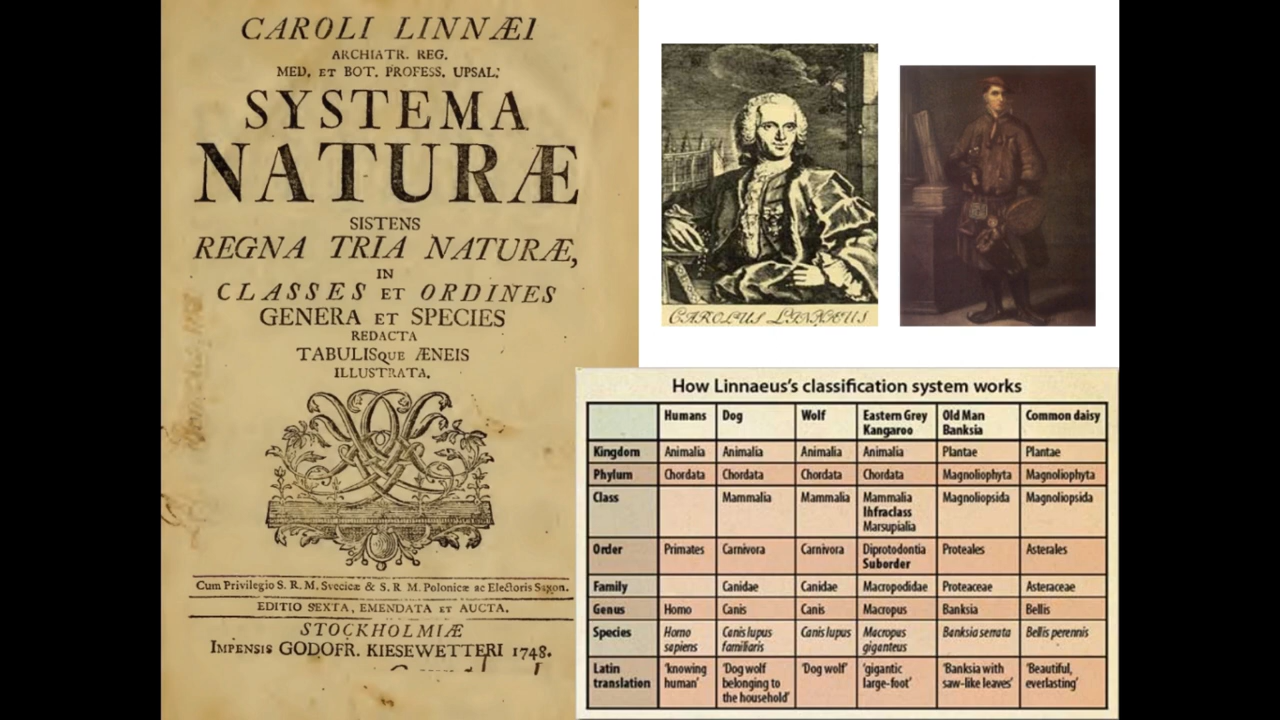 CAROLI LINNÆI
ARCHIATR. REG.
MED. ET BOT. PROFESS. UPSAL;
SYSTEMA
NATURÆ
SISTENS
REGNA TRIA NATURÆ,
IN
CLASSES ET ORDINES
GENERA ET SPECIES
REDACTA
TABULISQUE ÆNEIS
ILLUSTRATA.
Cum Privilegio S. R. M. Svecicæ & S. R. M. Polonicæ ac Electoris Saxon.
EDITIO SEXTA, EMENDATA ET AUCTA.
STOCKHOLMIÆ
IMPENSIS GODOFR. KIESEWETTERI 1748.
CAROLUS LINNÆUS
How Linnaeus's classification system works
Humans Dog Wolf Eastern Grey Kangaroo Old Man Banksia Common daisy
Kingdom Animalia Animalia Animalia Animalia Plantae Plantae
Phylum Chordata Chordata Chordata Chordata Magnoliophyta Magnoliophyta
Class Mammalia Mammalia Mammalia Infraclass Marsupialia Magnoliopsida Magnoliopsida
Order Primates Carnivora Carnivora Diprotodontia Suborder Proteales Asterales
Family Canidae Canidae Macropodidae Proteaceae Asteraceae
Genus Homo Canis Canis Macropus Banksia Bellis
Species Homo sapiens Canis lupus familiaris Canis lupus Macropus giganteus Banksia serrata Bellis perennis
Latin translation 'knowing human' 'Dog wolf belonging to the household' 'Dog wolf' 'gigantic large-foot' 'Banksia with saw-like leaves' 'Beautiful, everlasting'